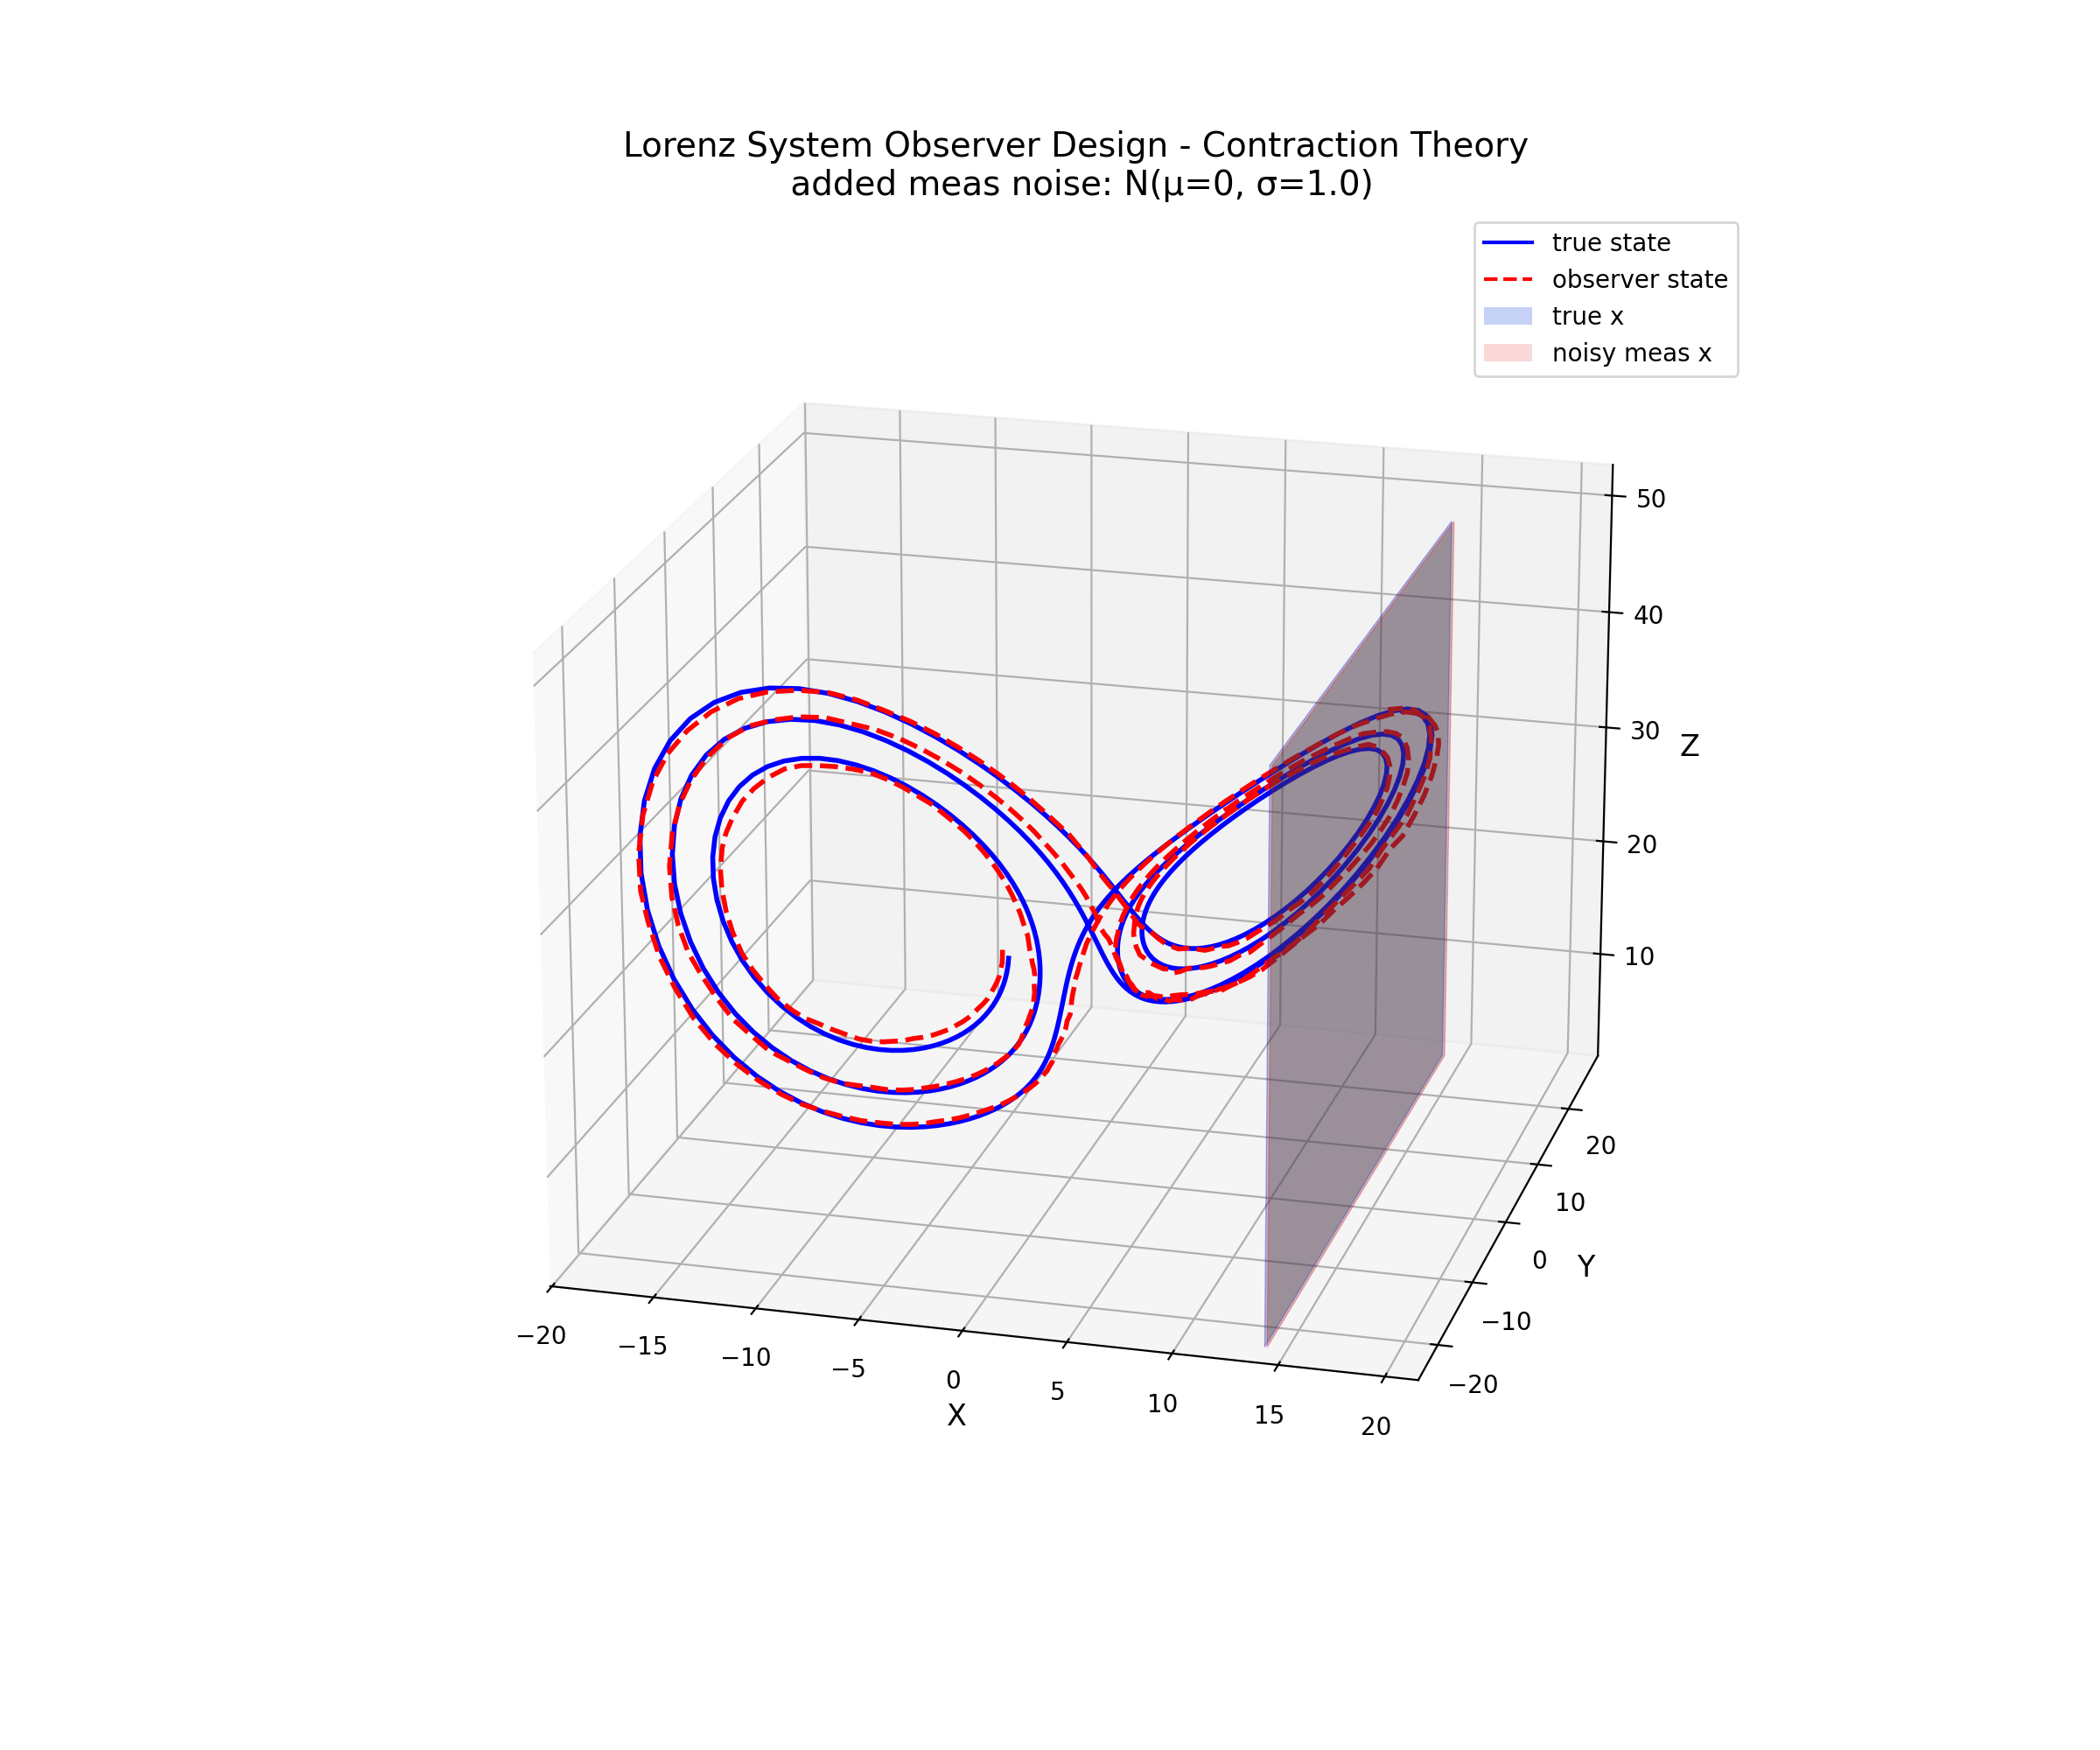 Lorenz System Observer Design - Contraction Theory
added meas noise: N(μ=0, σ=1.0)
true state
observer state
true x
noisy meas x
50
40
30
20
10
Z
20
10
0
−10
−20
Y
−20
−15
−10
−5
0
5
10
15
20
X